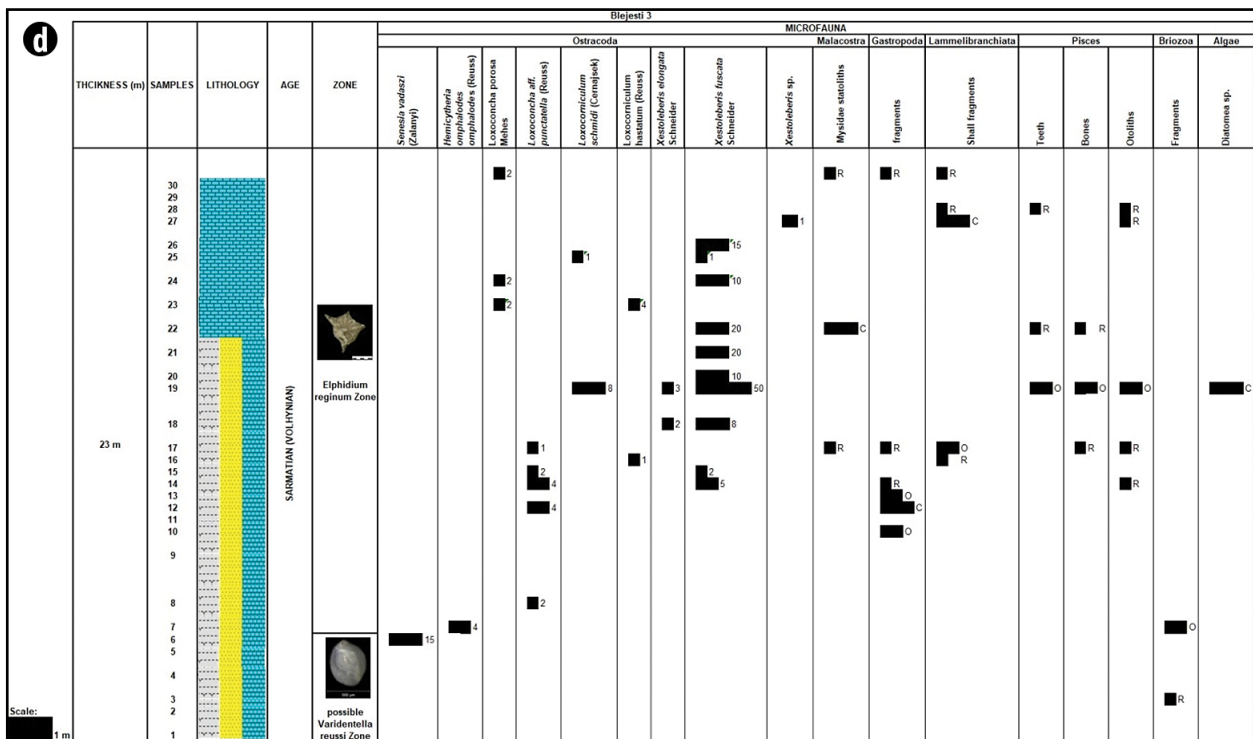 d
Blejesti 3
MICROFAUNA
Ostracoda Malacostra Gastropoda Lammelibranchiata Pisces Briozoa Algae
THCIKNESS (m) SAMPLES LITHOLOGY AGE ZONE
Senesia vadaszi
(Zalanyi)
Hemicytheria
omphalodes
omphalodes (Reuss)
Loxoconcha porosa
Mehes
Loxoconcha aff.
punctatella (Reuss)
Loxocorniculum
schmidi (Cernajsek)
Loxocorniculum
hastatum (Reuss)
Xestoleberis elongata
Schneider
Xestoleberis fuscata
Schneider
Xestoleberis sp.
Mysidae statoliths
fragments
Shall fragments
Teeth
Bones
Otoliths
Fragments
Diatomea sp.
2 R R R
30
29
28 R R R
27 1 C R
26 15
25 1 1
24 2 10
23 2 4
22 20 C R R
21 20
20 10
Elphidium
reginum Zone
19 8 3 50 O O O C
18 2 8
23 m
SARMATIAN (VOLHYNIAN)
17 1 R R O R R
16 1 R
15 2 2
14 4 5 R R
13 O
12 4 C
11
10 O
9
8 2
7 4 O
6 15
5
4
500 µm
3 R
2
1
possible
Varidentella
reussi Zone
Scale:
1 m